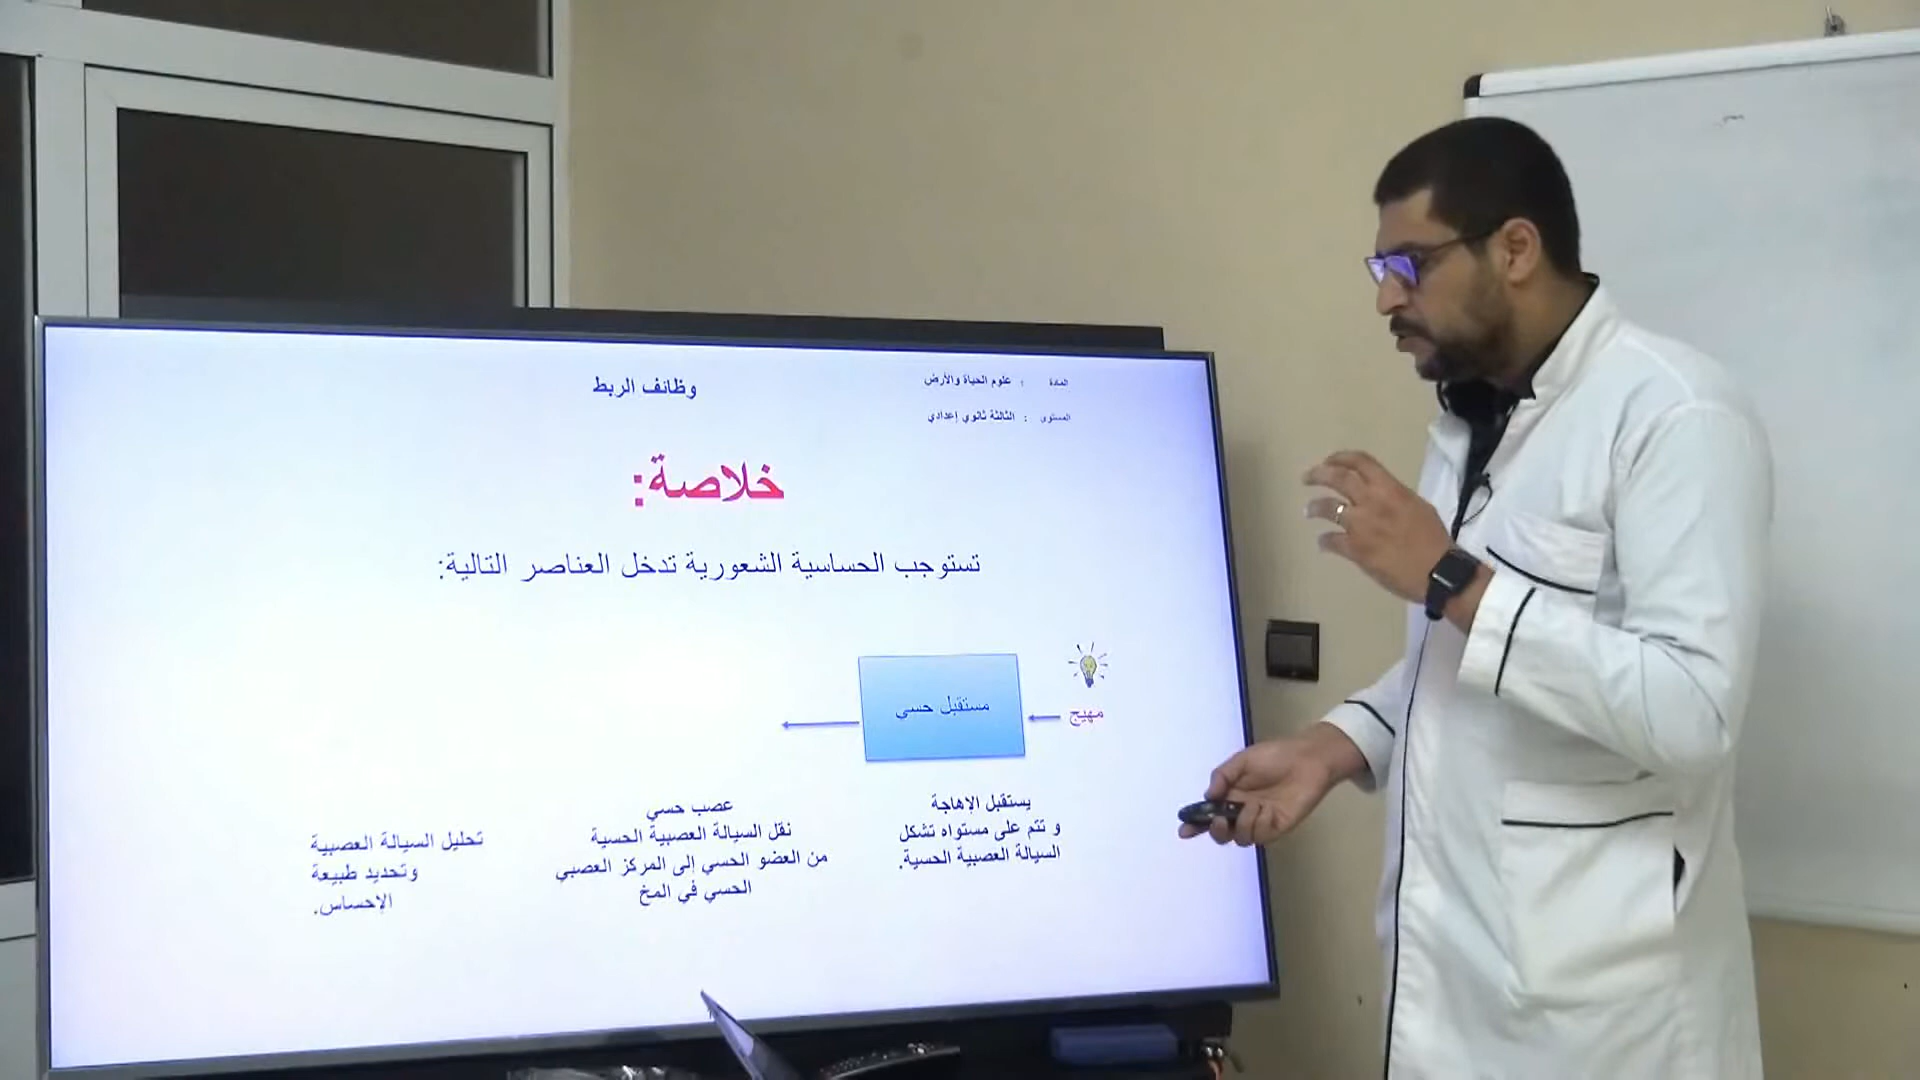 المادة : علوم الحياة والأرض
المستوى : الثالثة ثانوي إعدادي
وظائف الربط
خلاصة:
تستوجب الحساسية الشعورية تدخل العناصر التالية:
مهيج
مستقبل حسي
يستقبل الإهاجة
و تتم على مستواه تشكل
السيالة العصبية الحسية.
عصب حسي
نقل السيالة العصبية الحسية
من العضو الحسي إلى المركز العصبي
الحسي في المخ
تحليل السيالة العصبية
وتحديد طبيعة
الإحساس.